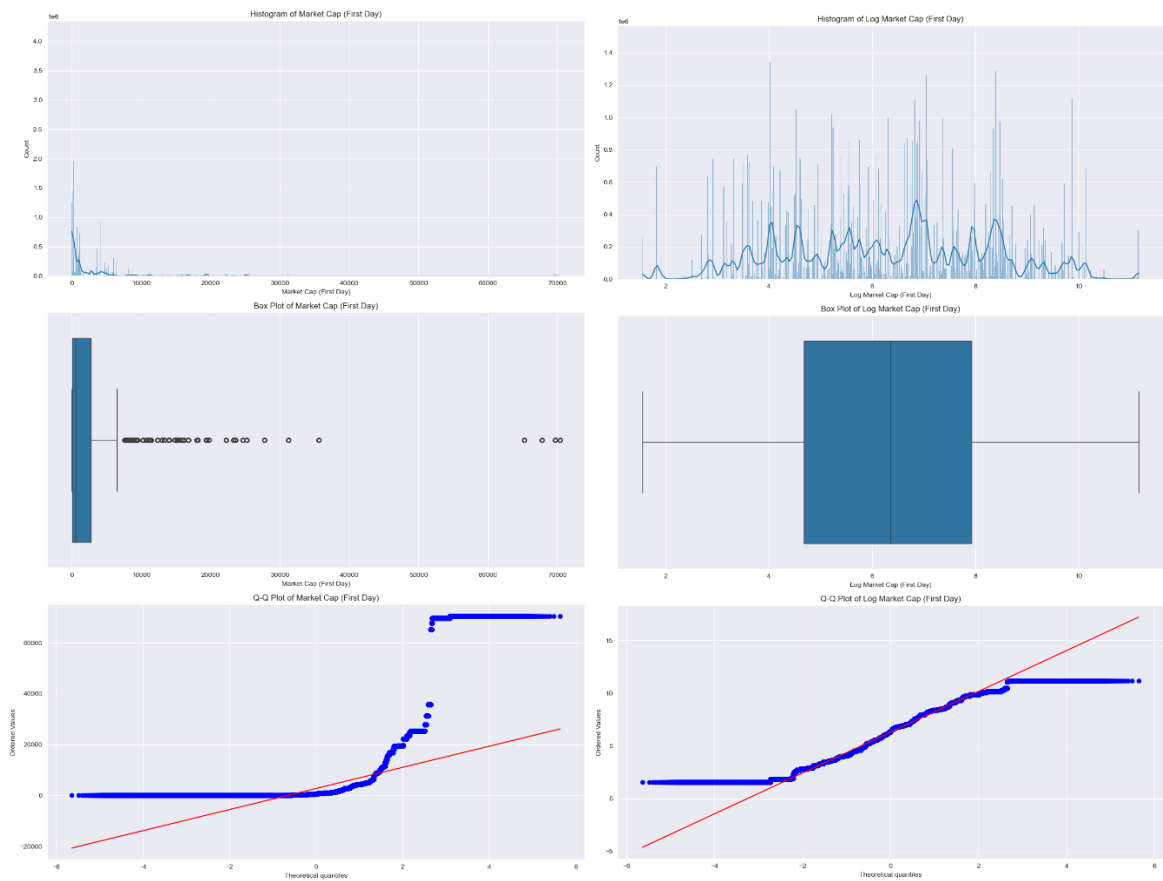 Histogram of Market Cap (First Day)
1e6
4.0
3.5
3.0
2.5
2.0
1.5
1.0
0.5
0.0
Count
0 10000 20000 30000 40000 50000 60000 70000
Market Cap (First Day)
Histogram of Log Market Cap (First Day)
1e6
1.4
1.2
1.0
0.8
0.6
0.4
0.2
0.0
Count
2 4 6 8 10
Log Market Cap (First Day)
Box Plot of Market Cap (First Day)
0 10000 20000 30000 40000 50000 60000 70000
Market Cap (First Day)
Box Plot of Log Market Cap (First Day)
2 4 6 8 10
Log Market Cap (First Day)
Q-Q Plot of Market Cap (First Day)
60000
40000
20000
0
−20000
Ordered Values
−6 −4 −2 0 2 4 6
Theoretical quantiles
Q-Q Plot of Log Market Cap (First Day)
15
10
5
0
−5
Ordered Values
−6 −4 −2 0 2 4 6
Theoretical quantiles